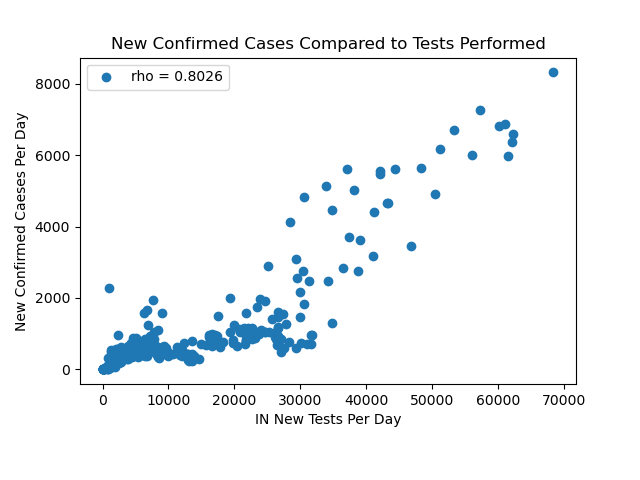 New Confirmed Cases Compared to Tests Performed
rho = 0.8026
New Confirmed Caeses Per Day
8000
6000
4000
2000
0
0 10000 20000 30000 40000 50000 60000 70000
IN New Tests Per Day